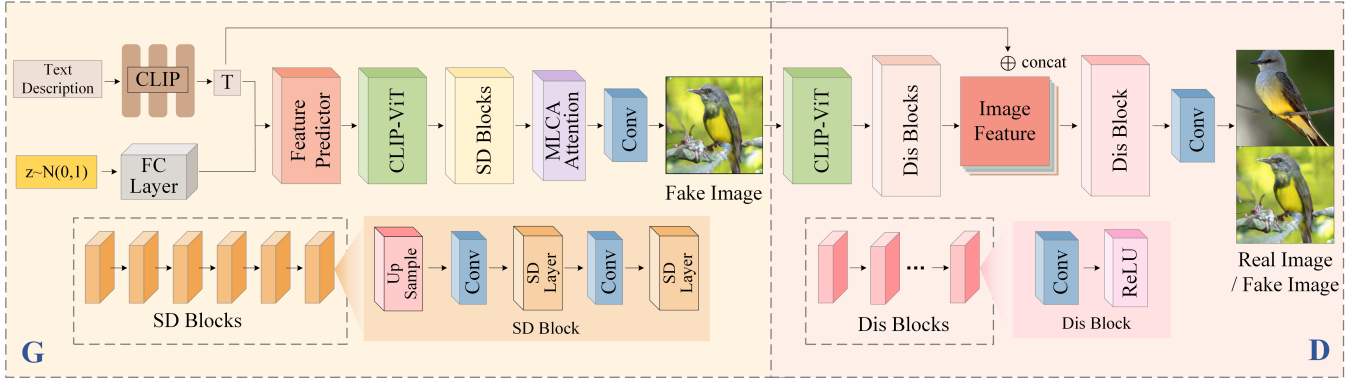 Text
Description
CLIP
T
z~N(0,1)
FC
Layer
Feature
Predictor
CLIP-ViT
SD Blocks
MLCA
Attention
Conv
Fake Image
CLIP-ViT
Dis Blocks
concat
Image
Feature
Dis Block
Conv
Real Image
/ Fake Image
SD Blocks
Up
Sample
Conv
SD
Layer
Conv
SD
Layer
SD Block
Dis Blocks
Conv
ReLU
Dis Block
G
D